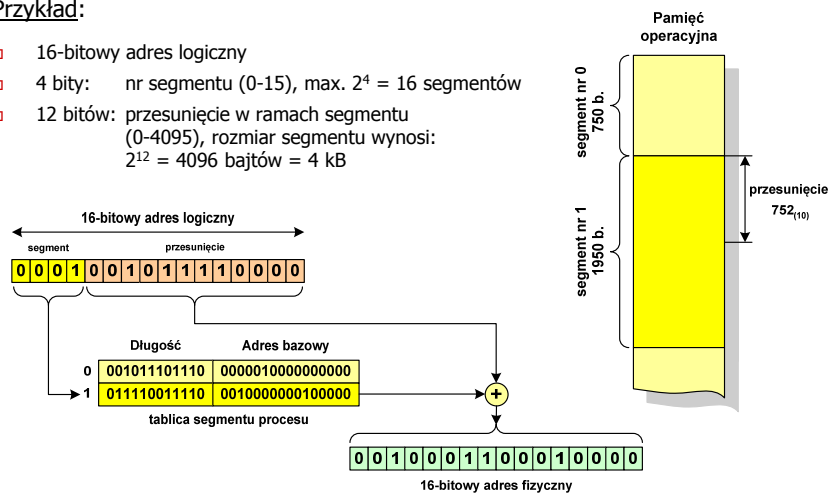 Przykład:
16-bitowy adres logiczny
4 bity: nr segmentu (0-15), max. 2⁴ = 16 segmentów
12 bitów: przesunięcie w ramach segmentu
(0-4095), rozmiar segmentu wynosi:
2¹² = 4096 bajtów = 4 kB
Pamięć
operacyjna
segment nr 0
750 b.
segment nr 1
1950 b.
przesunięcie
752₍₁₀₎
16-bitowy adres logiczny
segment przesunięcie
0 0 0 1 0 0 1 0 1 1 1 1 0 0 0 0
Długość Adres bazowy
0 001011101110 0000010000000000
1 011110011110 0010000000100000
tablica segmentu procesu
+
0 0 1 0 0 0 1 1 0 0 0 1 0 0 0 0
16-bitowy adres fizyczny